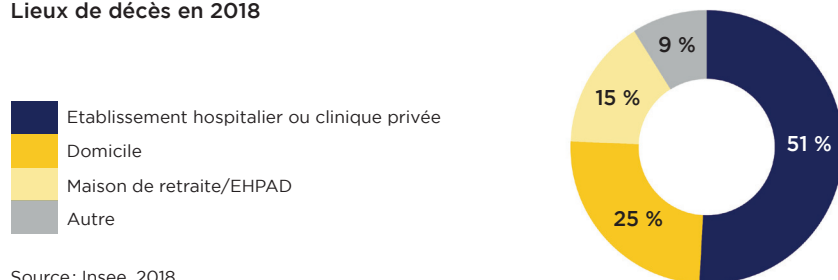 Lieux de décès en 2018
Etablissement hospitalier ou clinique privée
Domicile
Maison de retraite/EHPAD
Autre
Source : Insee, 2018
9 %
15 %
51 %
25 %